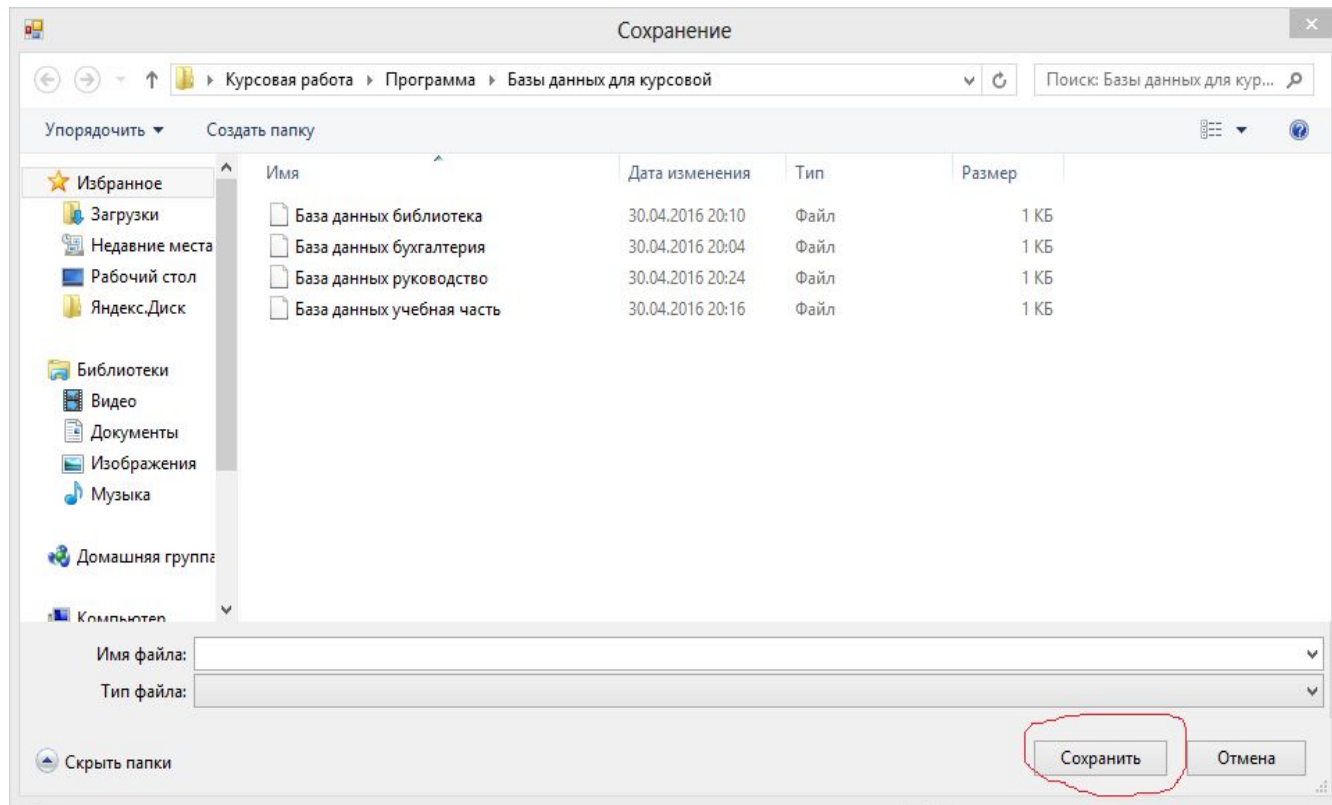 Сохранение
Курсовая работа Программа Базы данных для курсовой
Поиск: Базы данных для кур...
Упорядочить Создать папку
Избранное
Загрузки
Недавние места
Рабочий стол
Яндекс.Диск
Библиотеки
Видео
Документы
Изображения
Музыка
Домашняя группа
Компьютер
Имя Дата изменения Тип Размер
База данных библиотека 30.04.2016 20:10 Файл 1 КБ
База данных бухгалтерия 30.04.2016 20:04 Файл 1 КБ
База данных руководство 30.04.2016 20:24 Файл 1 КБ
База данных учебная часть 30.04.2016 20:16 Файл 1 КБ
Имя файла:
Тип файла:
Скрыть папки
Сохранить Отмена